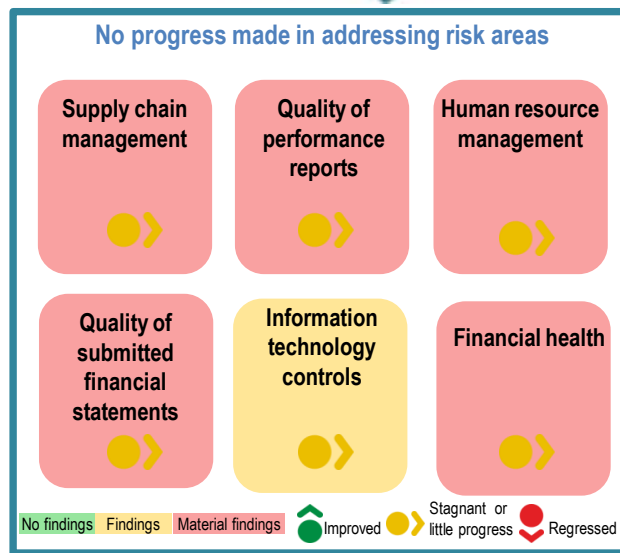 No progress made in addressing risk areas
Supply chain
management
Quality of
performance
reports
Human resource
management
Quality of
submitted
financial
statements
Information
technology
controls
Financial health
No findings
Findings
Material findings
Improved
Stagnant or
little progress
Regressed